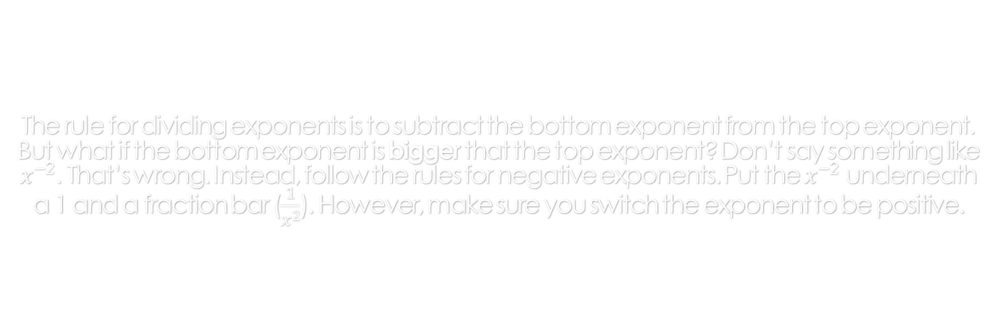 The rule for dividing exponents is to subtract the bottom exponent from the top exponent.
But what if the bottom exponent is bigger that the top exponent? Don't say something like
x⁻². That's wrong. Instead, follow the rules for negative exponents. Put the x⁻² underneath
a 1 and a fraction bar (1/x²). However, make sure you switch the exponent to be positive.